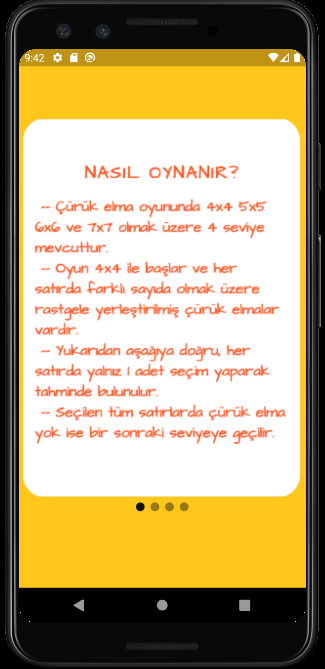 9:42
NASIL OYNANIR?
-- Çürük elma oyununda 4x4 5x5
6x6 ve 7x7 olmak üzere 4 seviye
mevcuttur.
-- Oyun 4x4 ile başlar ve her
satırda farklı sayıda olmak üzere
rastgele yerleştirilmiş çürük elmalar
vardır.
-- Yukarıdan aşağıya doğru, her
satırda yalnız 1 adet seçim yaparak
tahminde bulunulur.
-- Seçilen tüm satırlarda çürük elma
yok ise bir sonraki seviyeye geçilir.